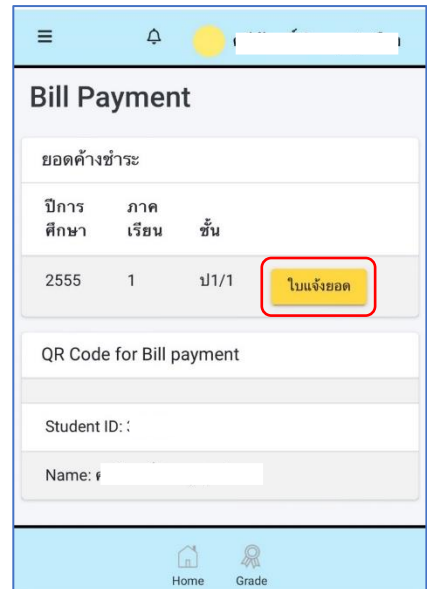 Bill Payment
ยอดค้างชำระ
ปีการ ภาค
ศึกษา เรียน ชั้น
2555 1 ป1/1 ใบแจ้งยอด
QR Code for Bill payment
Student ID:
Name:
Home Grade